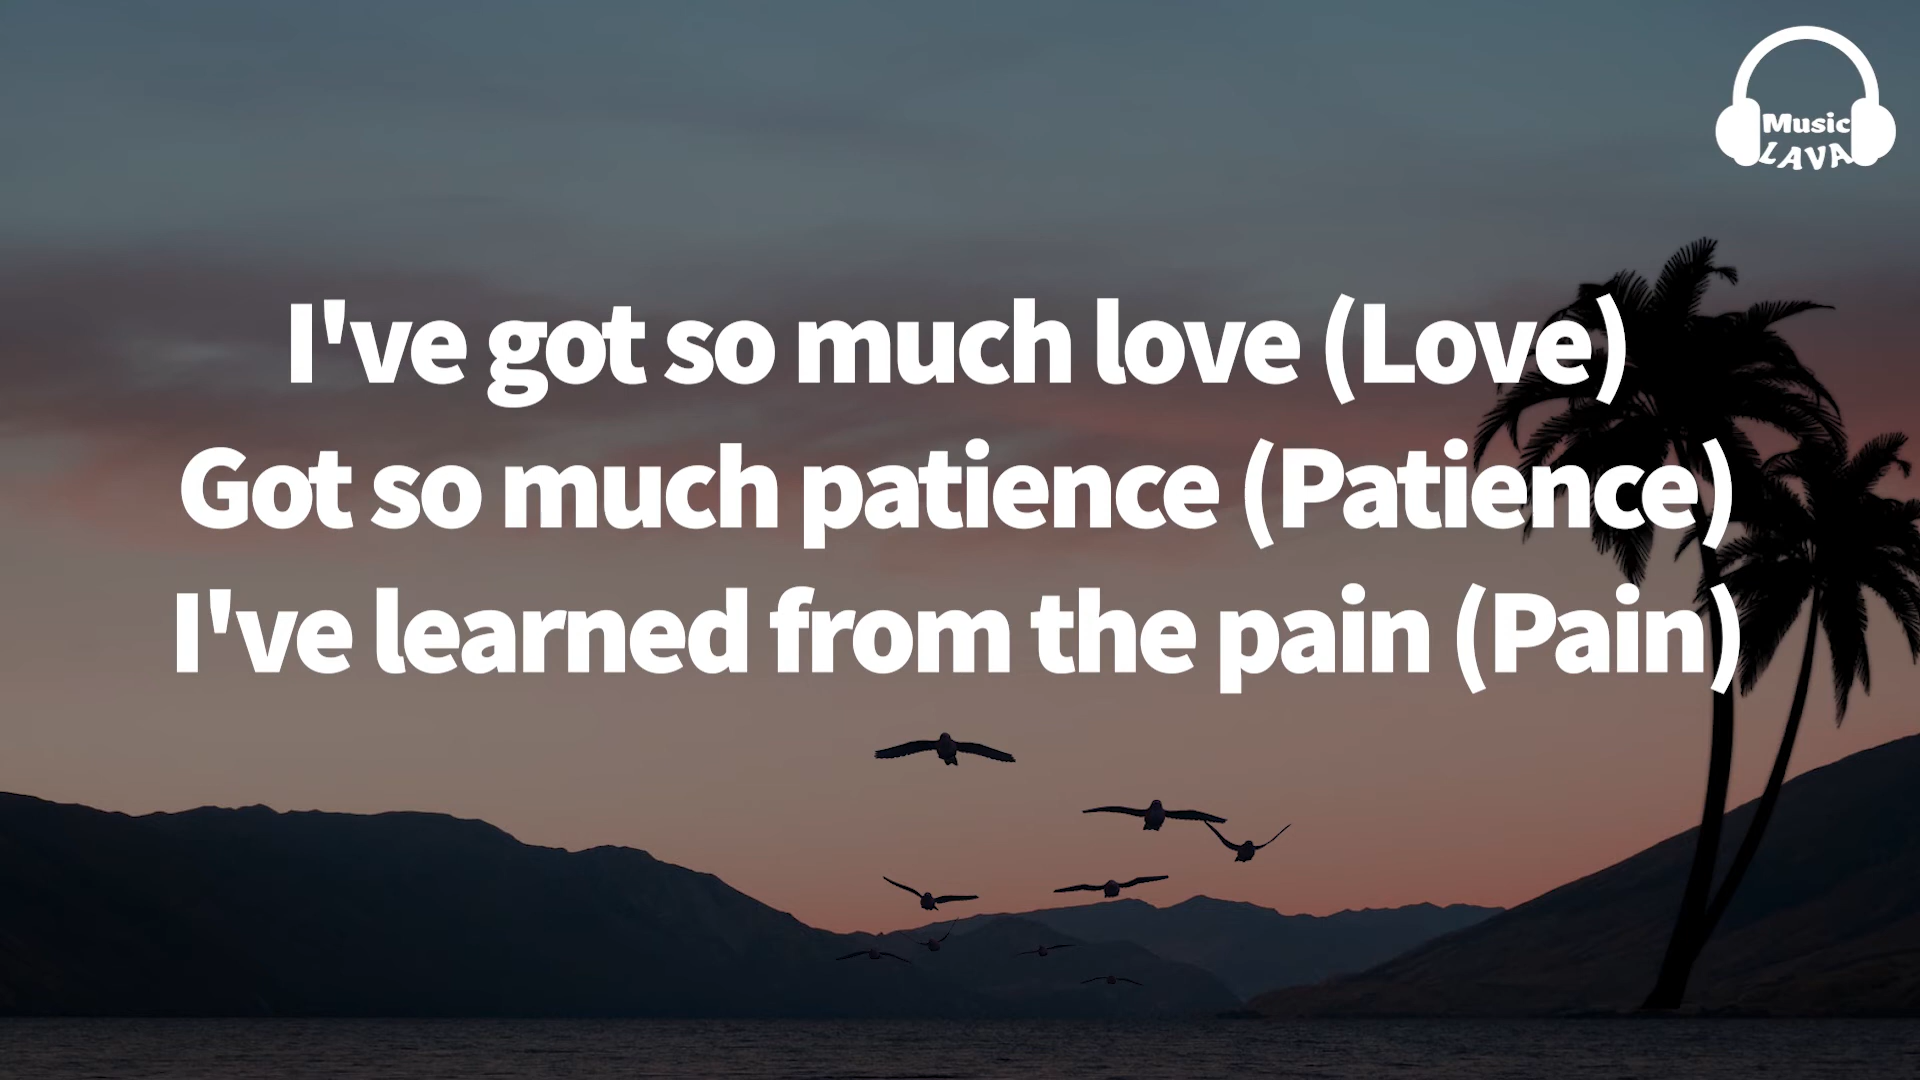 Music
LAVA
I've got so much love (Love)
Got so much patience (Patience)
I've learned from the pain (Pain)